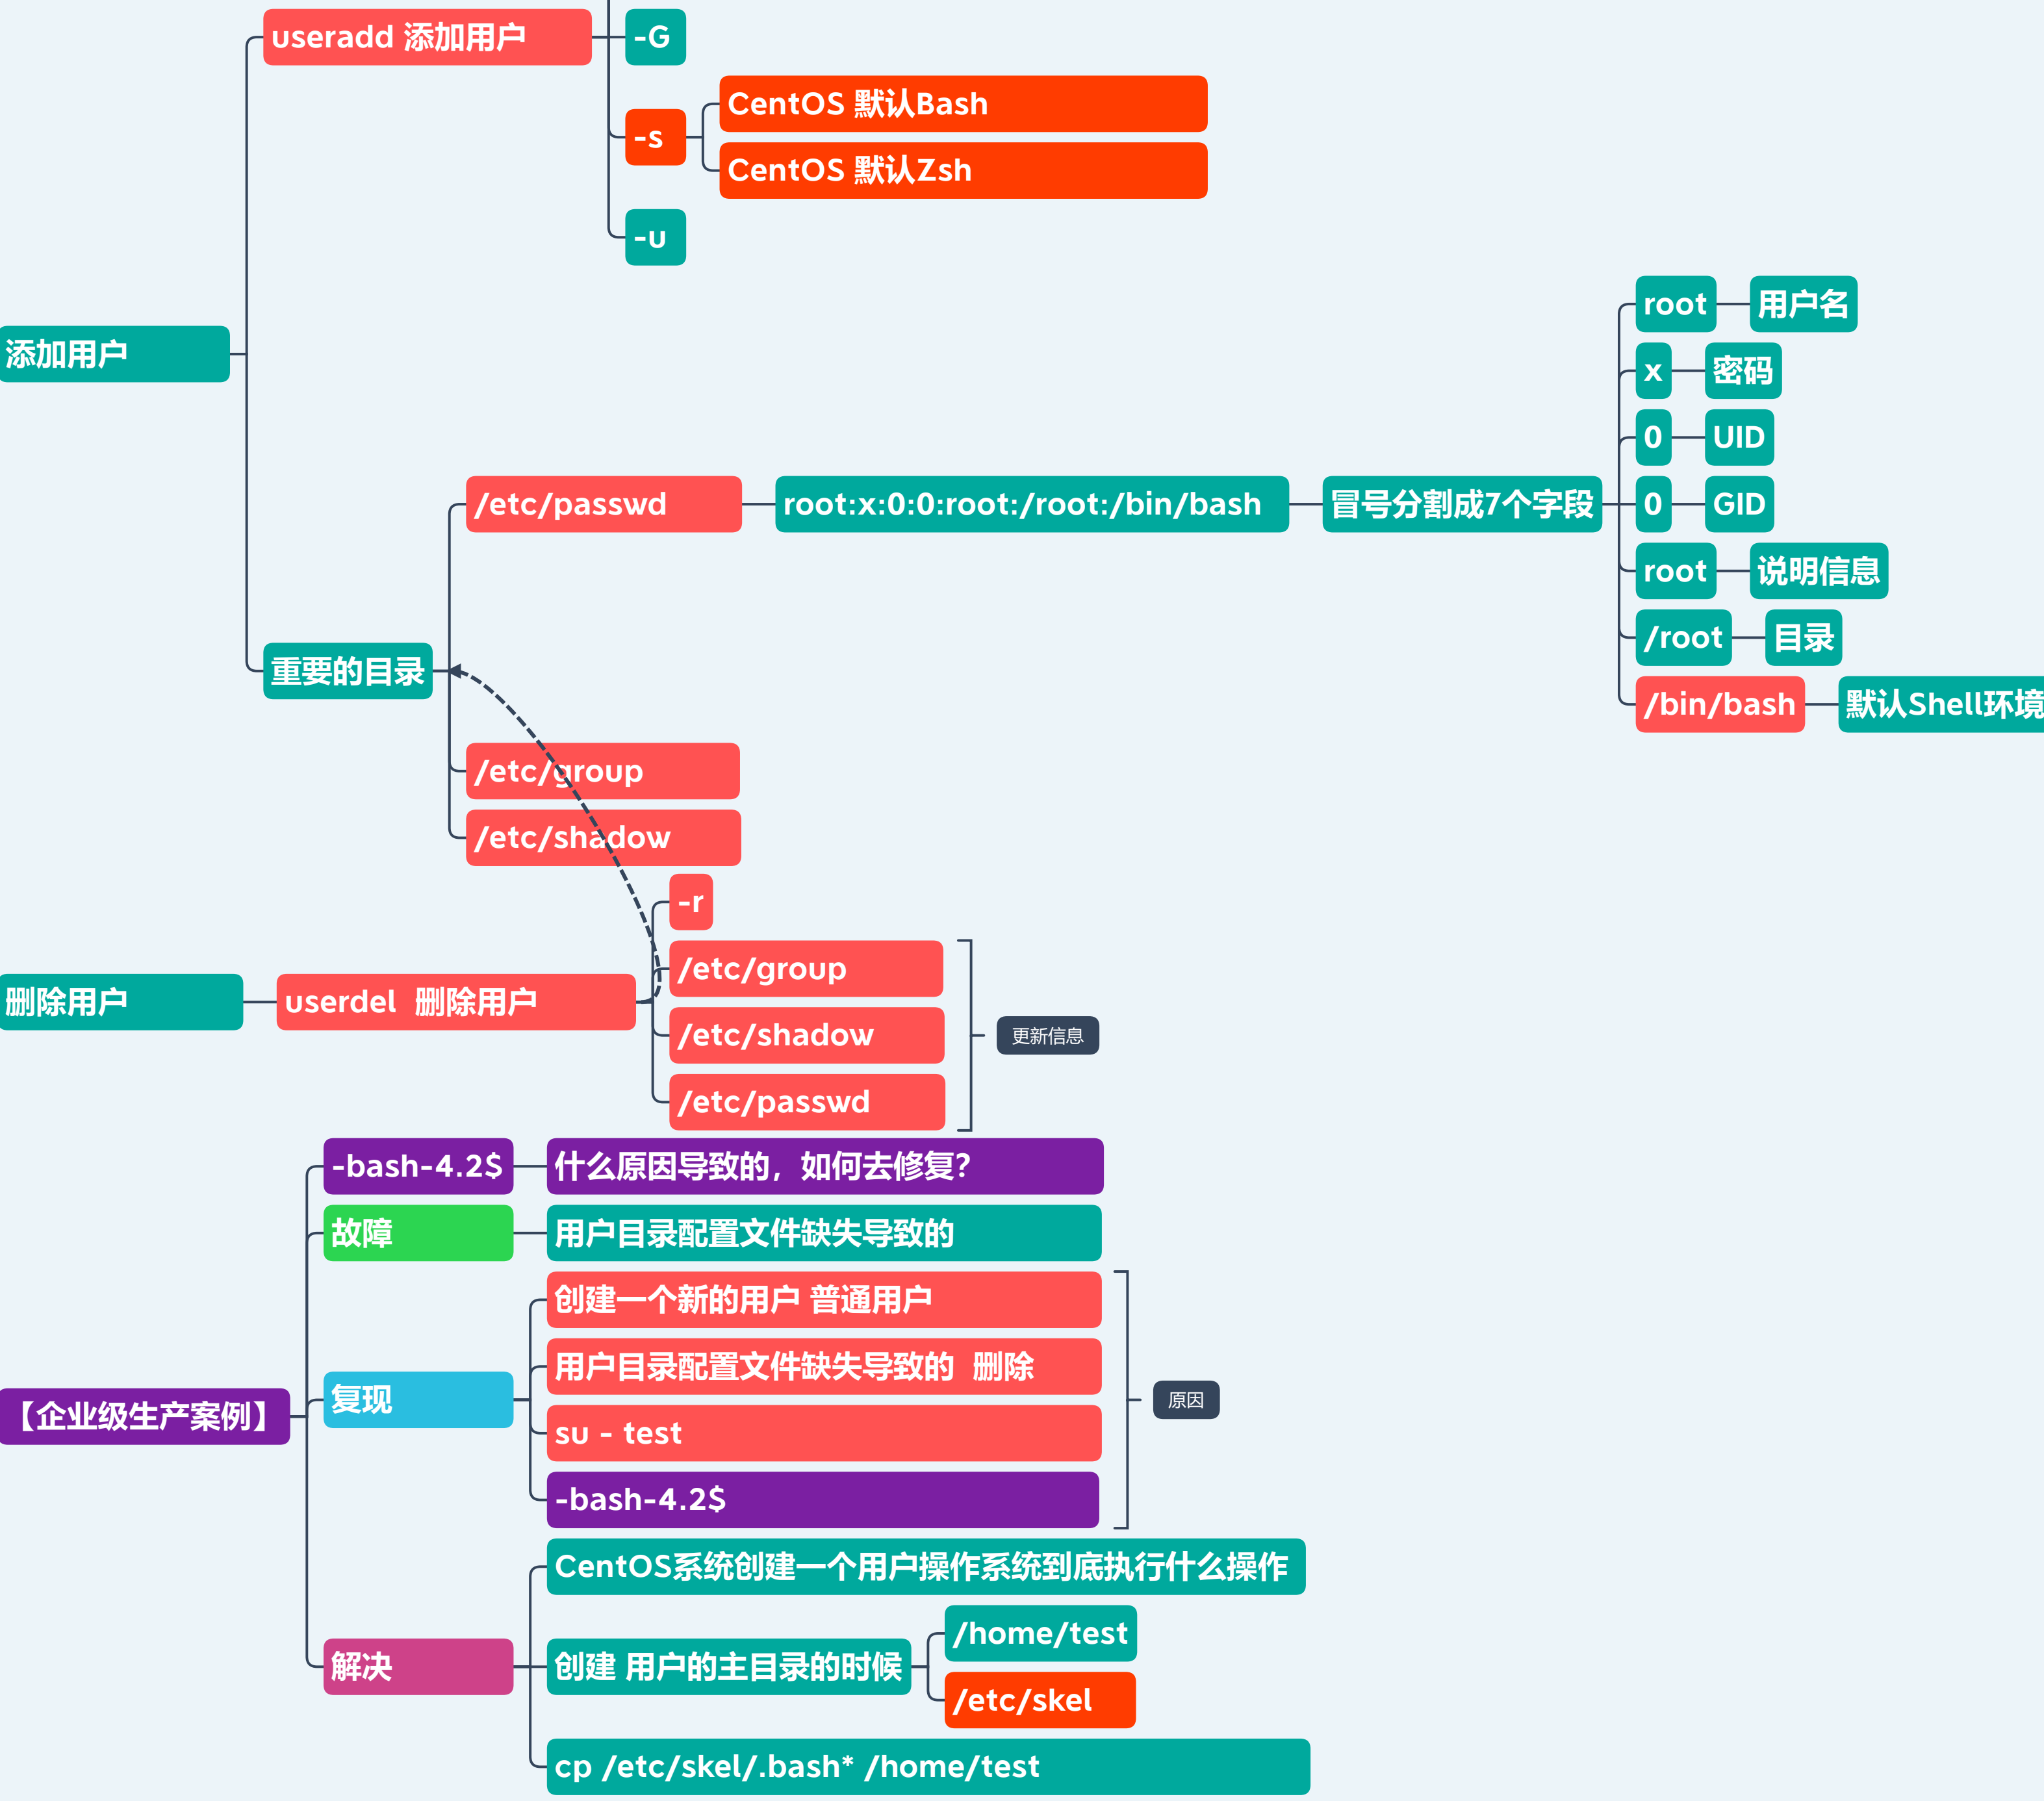 useradd 添加用户
-G
-s
CentOS 默认Bash
CentOS 默认Zsh
-u
添加用户
重要的目录
/etc/passwd
root:x:0:0:root:/root:/bin/bash
冒号分割成7个字段
root
用户名
x
密码
0
UID
0
GID
root
说明信息
/root
目录
/bin/bash
默认Shell环境
/etc/group
/etc/shadow
删除用户
userdel 删除用户
-r
/etc/group
/etc/shadow
/etc/passwd
更新信息
【企业级生产案例】
-bash-4.2$
什么原因导致的，如何去修复？
故障
用户目录配置文件缺失导致的
复现
创建一个新的用户 普通用户
用户目录配置文件缺失导致的 删除
su - test
-bash-4.2$
原因
解决
CentOS系统创建一个用户操作系统到底执行什么操作
创建 用户的主目录的时候
/home/test
/etc/skel
cp /etc/skel/.bash* /home/test